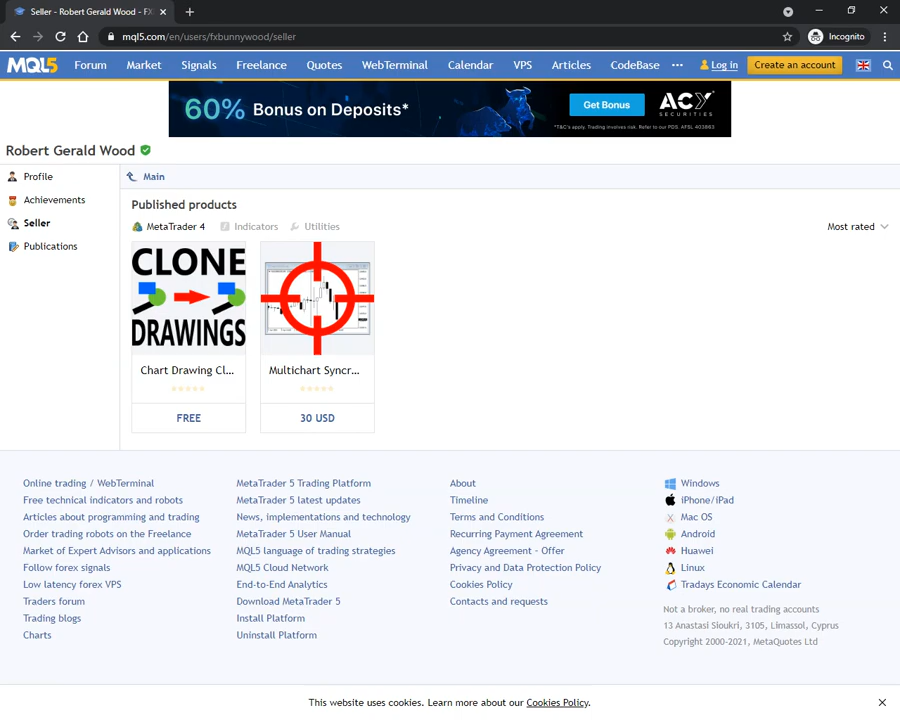 Seller - Robert Gerald Wood - FX
mql5.com/en/users/fxbunnywood/seller
Incognito
MQL5
Forum
Market
Signals
Freelance
Quotes
WebTerminal
Calendar
VPS
Articles
CodeBase
Log in
Create an account
60% Bonus on Deposits*
Get Bonus
ACY
SECURITIES
*T&C's apply. Trading involves risk. Refer to our PDS. AFSL 403863
Robert Gerald Wood
Profile
Achievements
Seller
Publications
Main
Published products
MetaTrader 4
Indicators
Utilities
Most rated
CLONE
DRAWINGS
Chart Drawing Cl...
FREE
Multichart Syncr...
30 USD
Online trading / WebTerminal
Free technical indicators and robots
Articles about programming and trading
Order trading robots on the Freelance
Market of Expert Advisors and applications
Follow forex signals
Low latency forex VPS
Traders forum
Trading blogs
Charts
MetaTrader 5 Trading Platform
MetaTrader 5 latest updates
News, implementations and technology
MetaTrader 5 User Manual
MQL5 language of trading strategies
MQL5 Cloud Network
End-to-End Analytics
Download MetaTrader 5
Install Platform
Uninstall Platform
About
Timeline
Terms and Conditions
Recurring Payment Agreement
Agency Agreement - Offer
Privacy and Data Protection Policy
Cookies Policy
Contacts and requests
Windows
iPhone/iPad
Mac OS
Android
Huawei
Linux
Tradays Economic Calendar
Not a broker, no real trading accounts
13 Anastasi Sioukri, 3105, Limassol, Cyprus
Copyright 2000-2021, MetaQuotes Ltd
This website uses cookies. Learn more about our Cookies Policy.